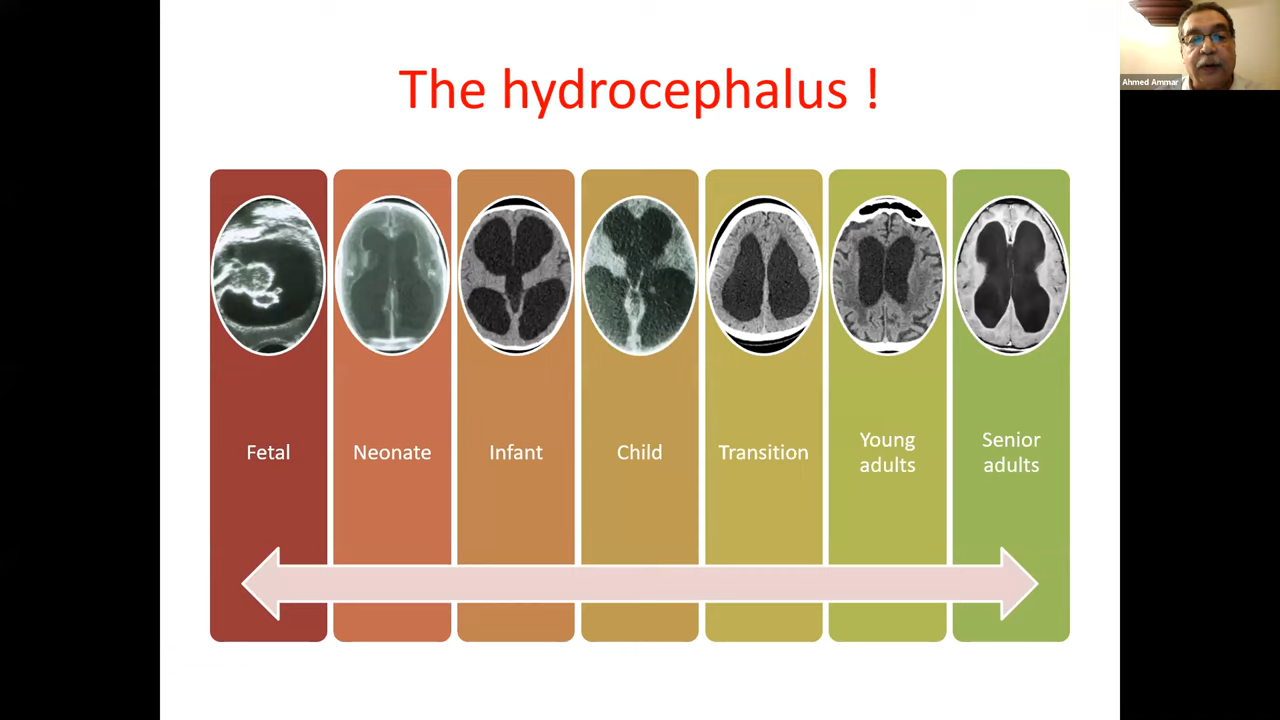 The hydrocephalus !
Ahmed Ammar
Fetal
Neonate
Infant
Child
Transition
Young
adults
Senior
adults